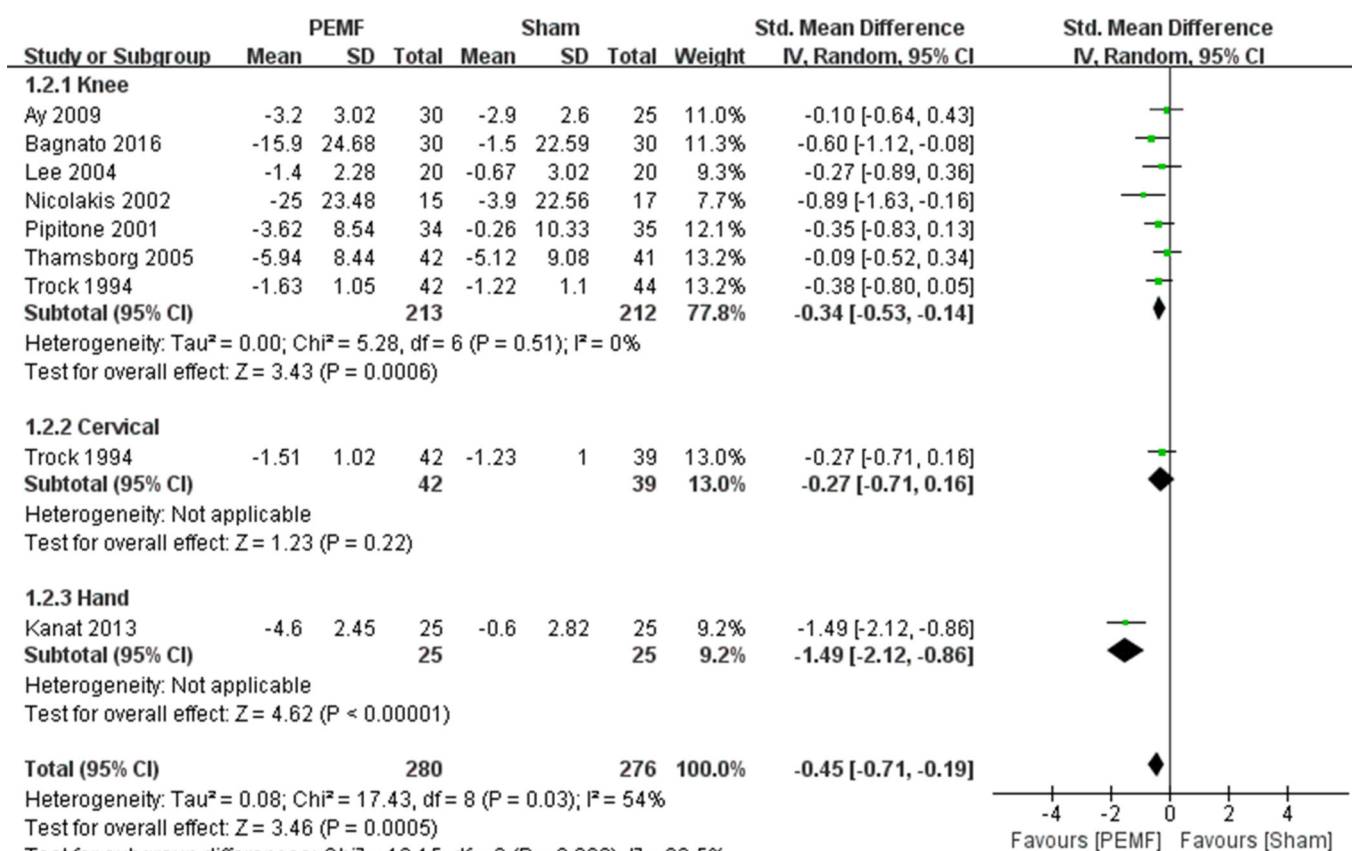 PEMF Sham Std. Mean Difference Std. Mean Difference
Study or Subgroup Mean SD Total Mean SD Total Weight IV, Random, 95% CI IV, Random, 95% CI
1.2.1 Knee
Ay 2009 -3.2 3.02 30 -2.9 2.6 25 11.0% -0.10 [-0.64, 0.43]
Bagnato 2016 -15.9 24.68 30 -1.5 22.59 30 11.3% -0.60 [-1.12, -0.08]
Lee 2004 -1.4 2.28 20 -0.67 3.02 20 9.3% -0.27 [-0.89, 0.36]
Nicolakis 2002 -25 23.48 15 -3.9 22.56 17 7.7% -0.89 [-1.63, -0.16]
Pipitone 2001 -3.62 8.54 34 -0.26 10.33 35 12.1% -0.35 [-0.83, 0.13]
Thamsborg 2005 -5.94 8.44 42 -5.12 9.08 41 13.2% -0.09 [-0.52, 0.34]
Trock 1994 -1.63 1.05 42 -1.22 1.1 44 13.2% -0.38 [-0.80, 0.05]
Subtotal (95% CI) 213 212 77.8% -0.34 [-0.53, -0.14]
Heterogeneity: Tau² = 0.00; Chi² = 5.28, df = 6 (P = 0.51); I² = 0%
Test for overall effect: Z = 3.43 (P = 0.0006)
1.2.2 Cervical
Trock 1994 -1.51 1.02 42 -1.23 1 39 13.0% -0.27 [-0.71, 0.16]
Subtotal (95% CI) 42 39 13.0% -0.27 [-0.71, 0.16]
Heterogeneity: Not applicable
Test for overall effect: Z = 1.23 (P = 0.22)
1.2.3 Hand
Kanat 2013 -4.6 2.45 25 -0.6 2.82 25 9.2% -1.49 [-2.12, -0.86]
Subtotal (95% CI) 25 25 9.2% -1.49 [-2.12, -0.86]
Heterogeneity: Not applicable
Test for overall effect: Z = 4.62 (P < 0.00001)
Total (95% CI) 280 276 100.0% -0.45 [-0.71, -0.19]
Heterogeneity: Tau² = 0.08; Chi² = 17.43, df = 8 (P = 0.03); I² = 54%
Test for overall effect: Z = 3.46 (P = 0.0005)
-4 -2 0 2 4
Favours [PEMF] Favours [Sham]